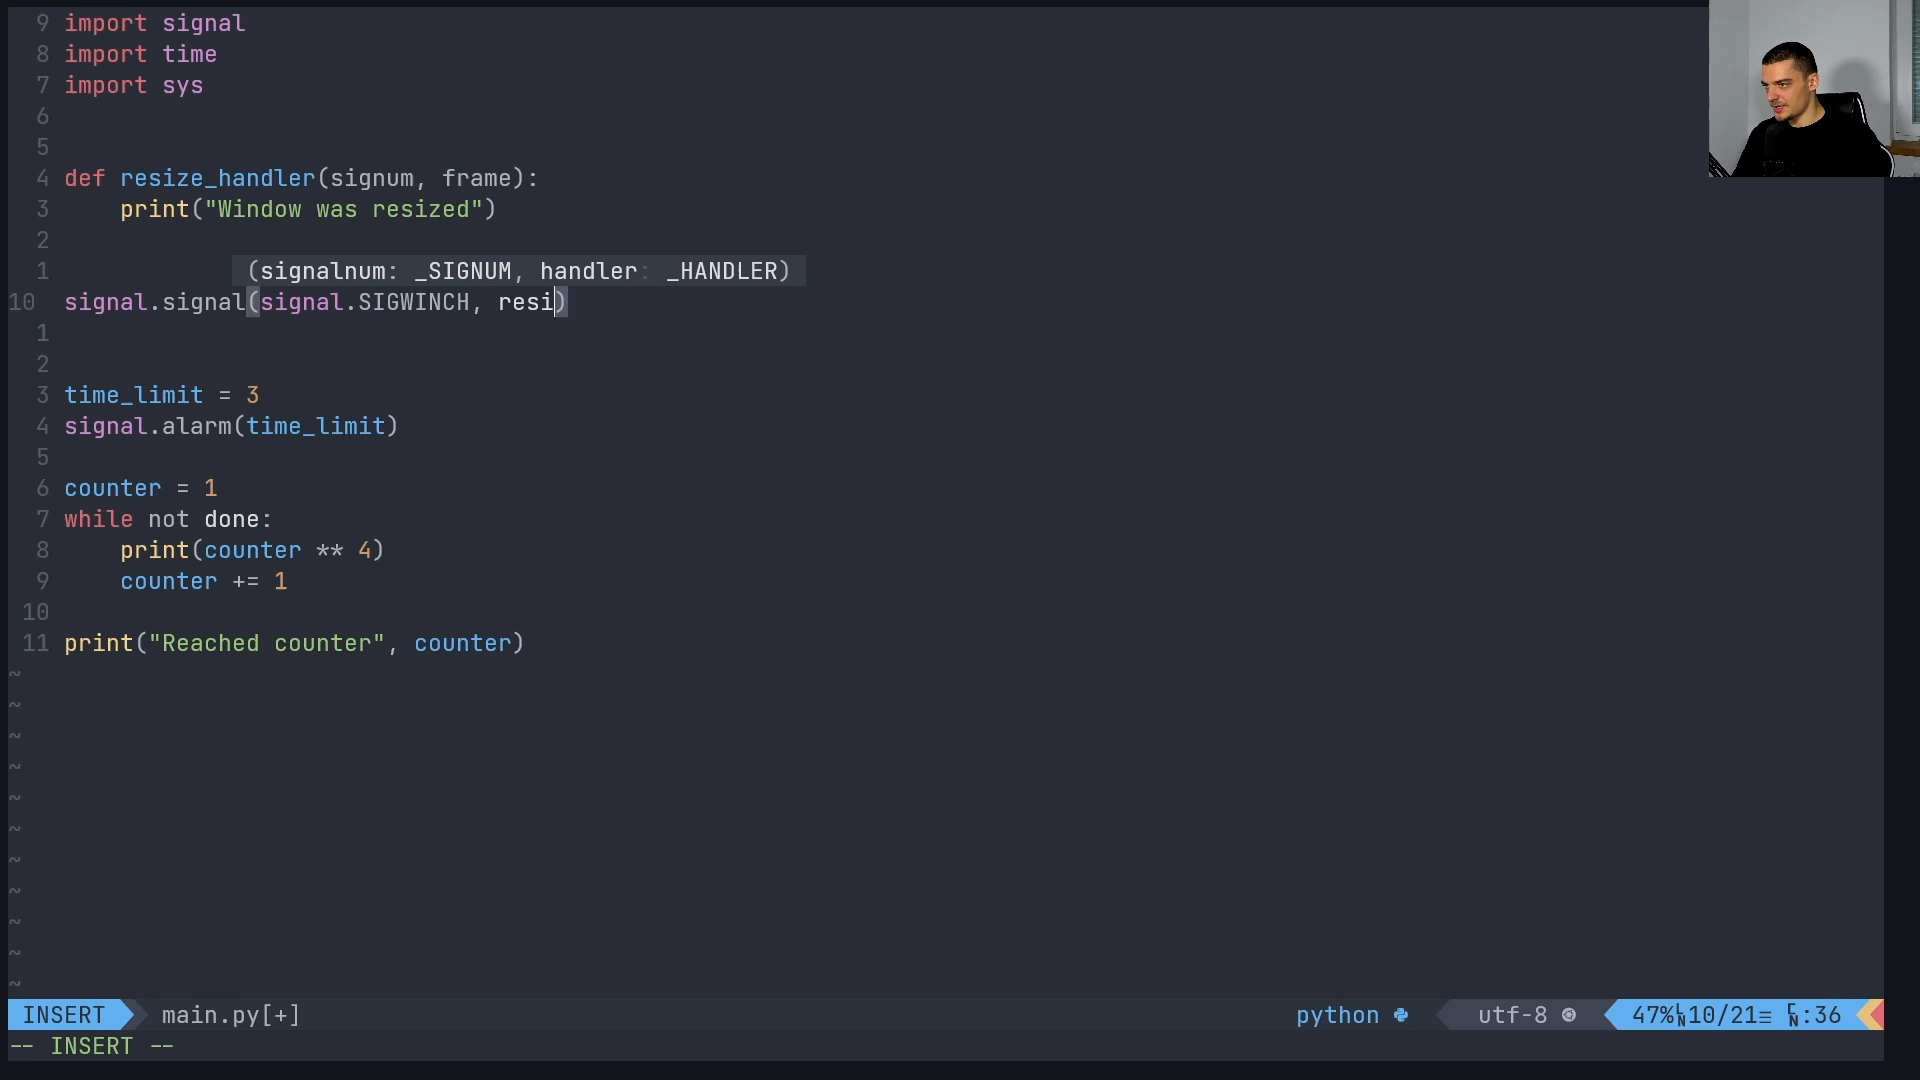 9 import signal
8 import time
7 import sys
6
5
4 def resize_handler(signum, frame):
3     print("Window was resized")
2
1 (signalnum: _SIGNUM, handler: _HANDLER)
10 signal.signal(signal.SIGWINCH, resi)
1
2
3 time_limit = 3
4 signal.alarm(time_limit)
5
6 counter = 1
7 while not done:
8     print(counter ** 4)
9     counter += 1
10
11 print("Reached counter", counter)
~
~
~
~
~
~
~
~
~
~
~
INSERT main.py[+] python utf-8 47% LN 10/21≡ CN:36
-- INSERT --